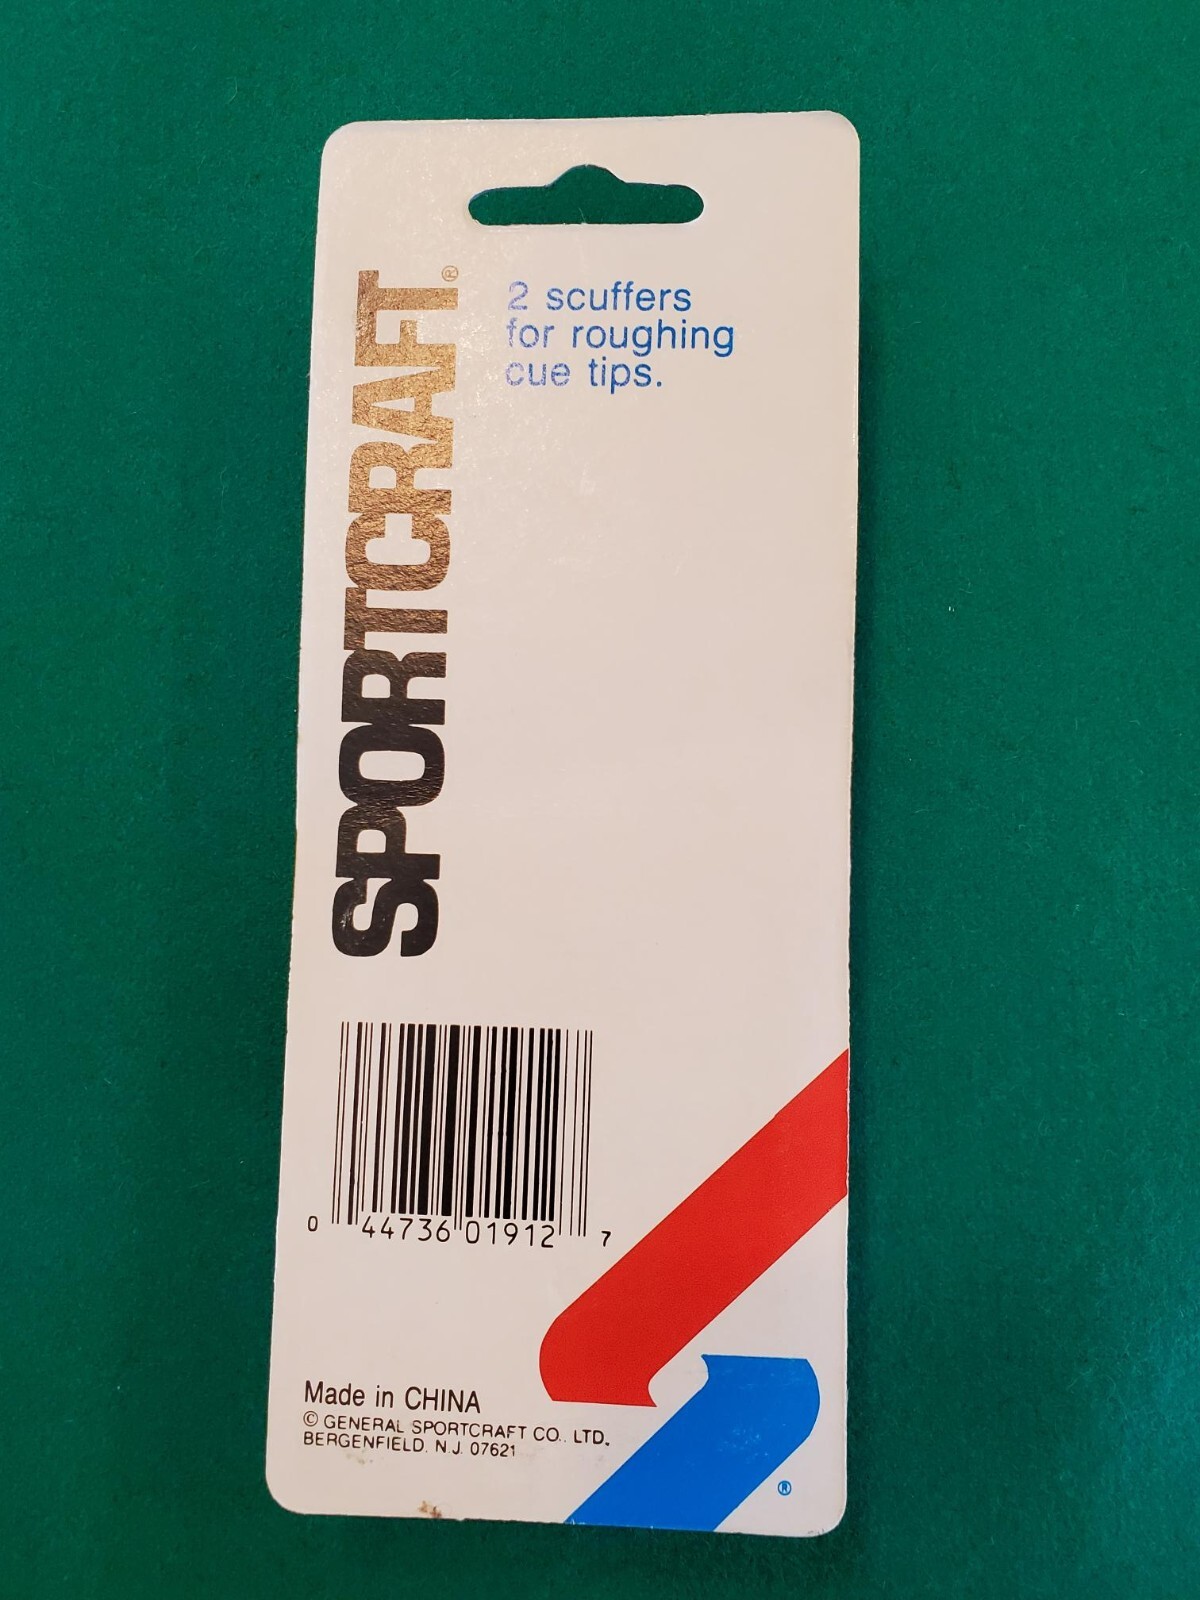 SPORTCRAFT®
2 scuffers
for roughing
cue tips.
0 44736 01912 7
Made in CHINA
© GENERAL SPORTCRAFT CO., LTD.
BERGENFIELD, N.J. 07621
®